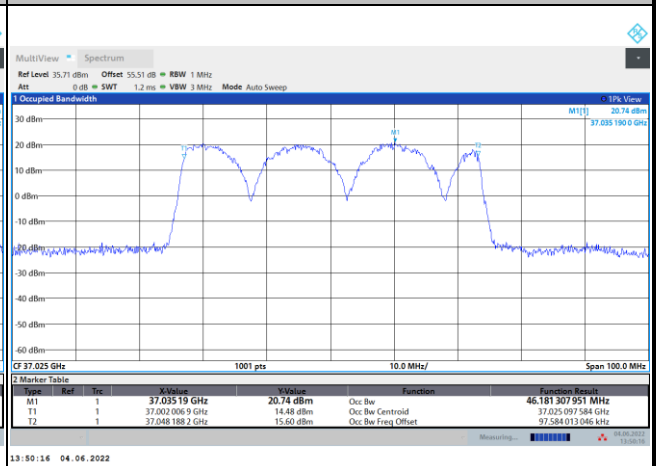 MultiView Spectrum
Ref Level 35.71 dBm Offset 55.51 dB RBW 1 MHz
Att 0 dB SWT 1.2 ms VBW 3 MHz Mode Auto Sweep
1 Occupied Bandwidth 1Pk View
M1[1] 20.74 dBm
37.035 190 0 GHz
30 dBm
M1
20 dBm
T1 T2
10 dBm
0 dBm
-10 dBm
-20 dBm
-30 dBm
-40 dBm
-50 dBm
-60 dBm
CF 37.025 GHz 1001 pts 10.0 MHz/ Span 100.0 MHz
2 Marker Table
Type Ref Trc X-Value Y-Value Function Function Result
M1 1 37.03519 GHz 20.74 dBm Occ Bw 46.181 307 951 MHz
T1 1 37.002 006 9 GHz 14.48 dBm Occ Bw Centroid 37.025 097 584 GHz
T2 1 37.048 188 2 GHz 15.60 dBm Occ Bw Freq Offset 97.584 013 046 kHz
Measuring... 04.06.2022
13:50:16
13:50:16 04.06.2022